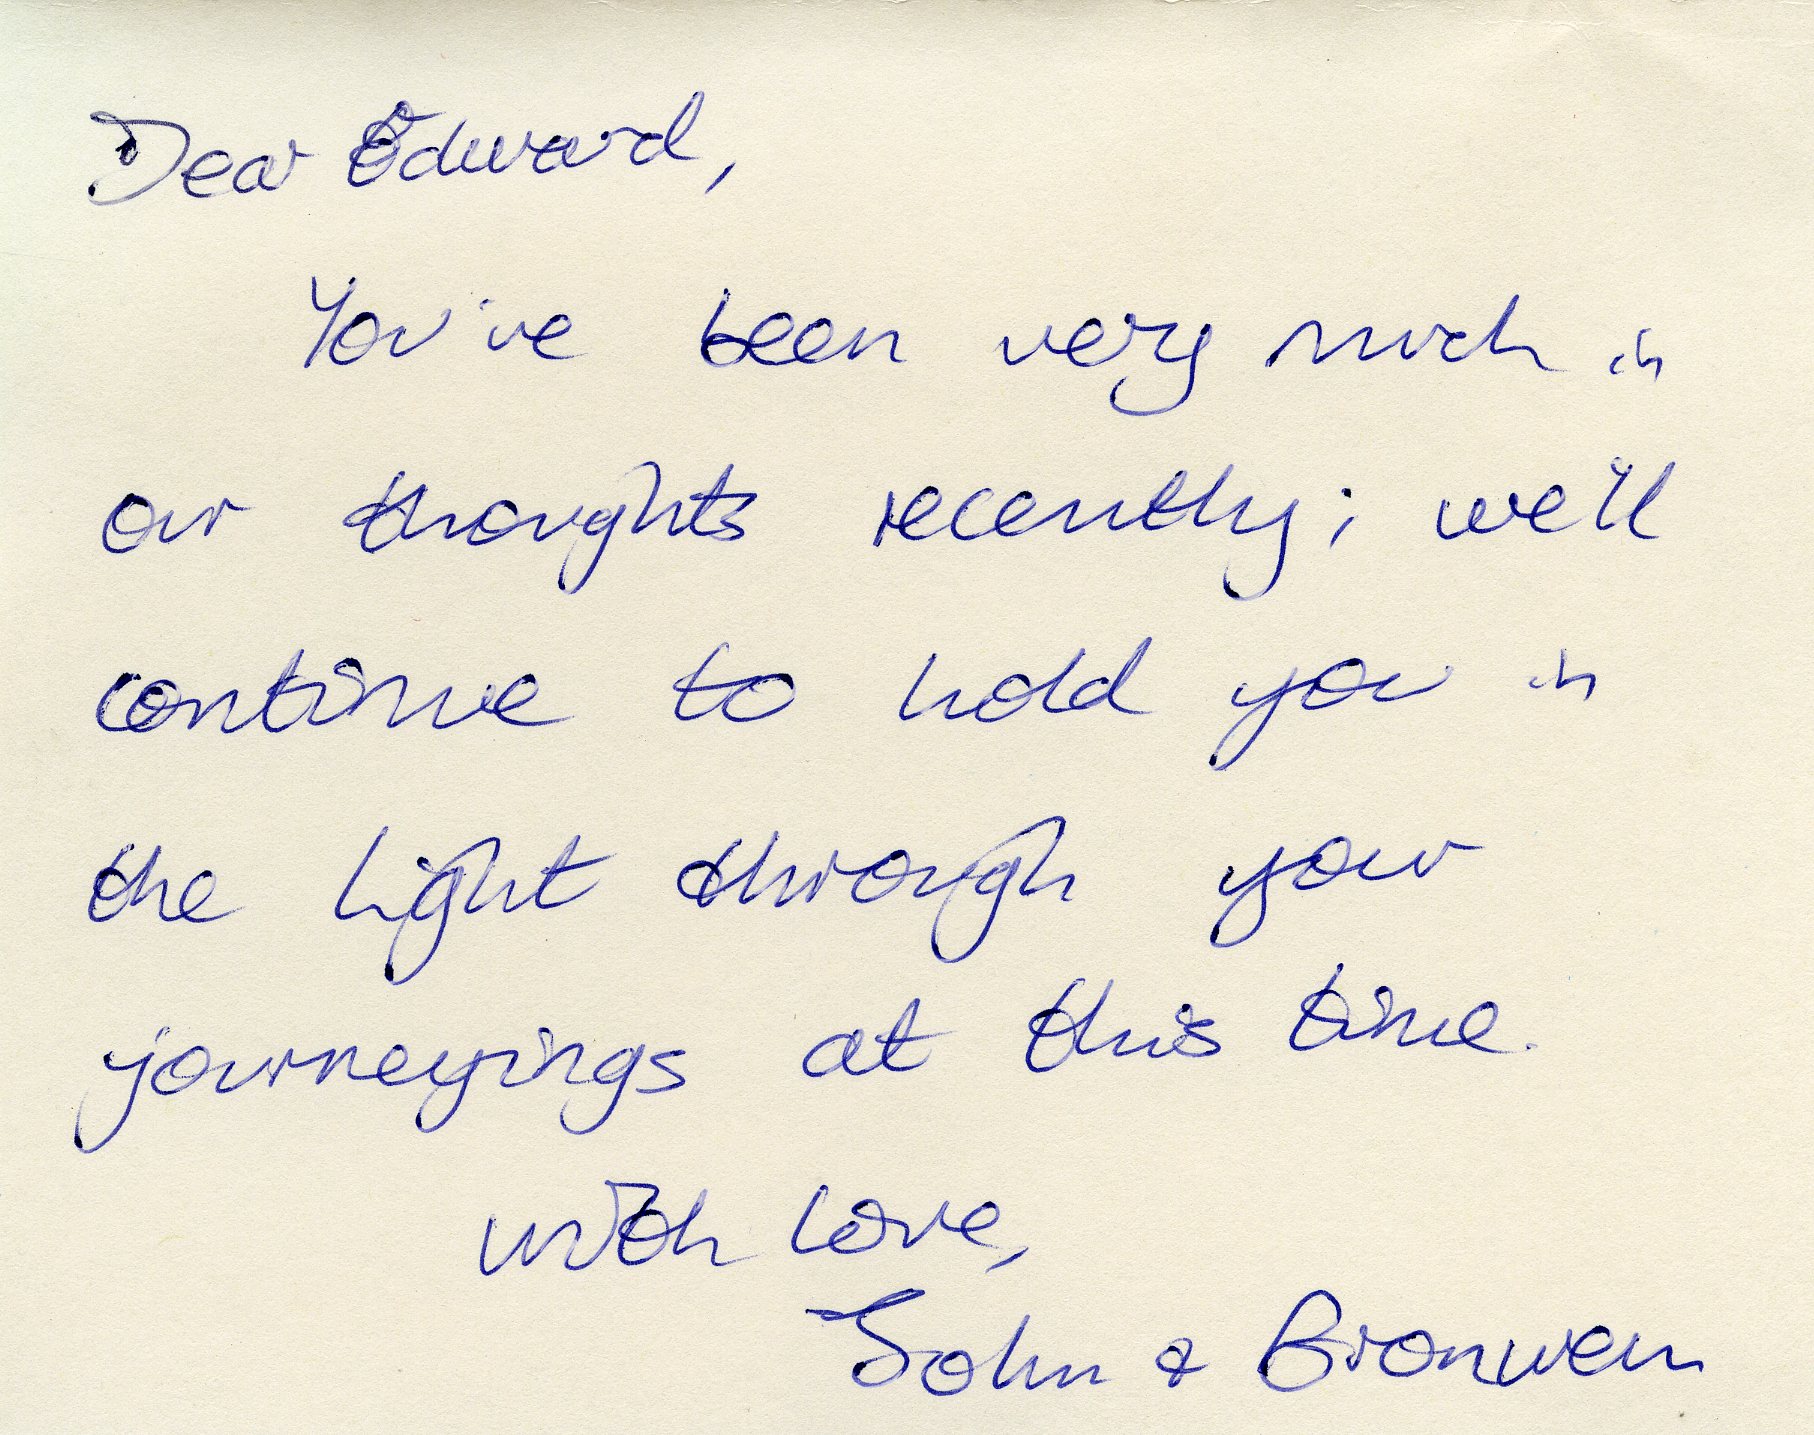 Dear Edward,
You've been very much in
our thoughts recently; we'll
continue to hold you in
the light through your
journeyings at this time.
with love,
John & Bronwen